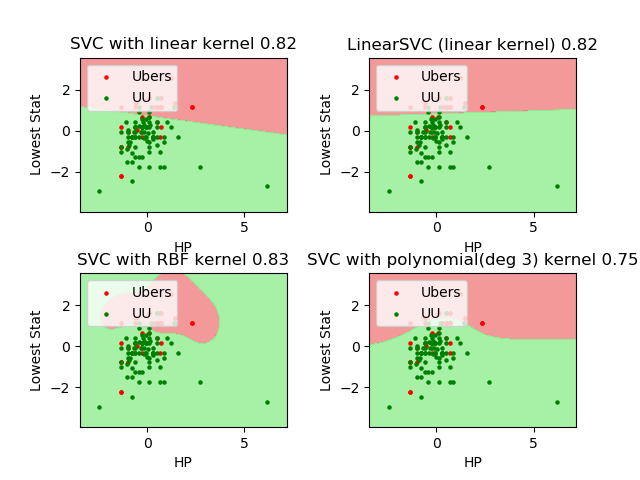 SVC with linear kernel 0.82
Ubers
UU
2
0
−2
Lowest Stat
0
5
HP
LinearSVC (linear kernel) 0.82
Ubers
UU
2
0
−2
Lowest Stat
0
5
HP
SVC with RBF kernel 0.83
Ubers
UU
2
0
−2
Lowest Stat
0
5
HP
SVC with polynomial(deg 3) kernel 0.75
Ubers
UU
2
0
−2
Lowest Stat
0
5
HP